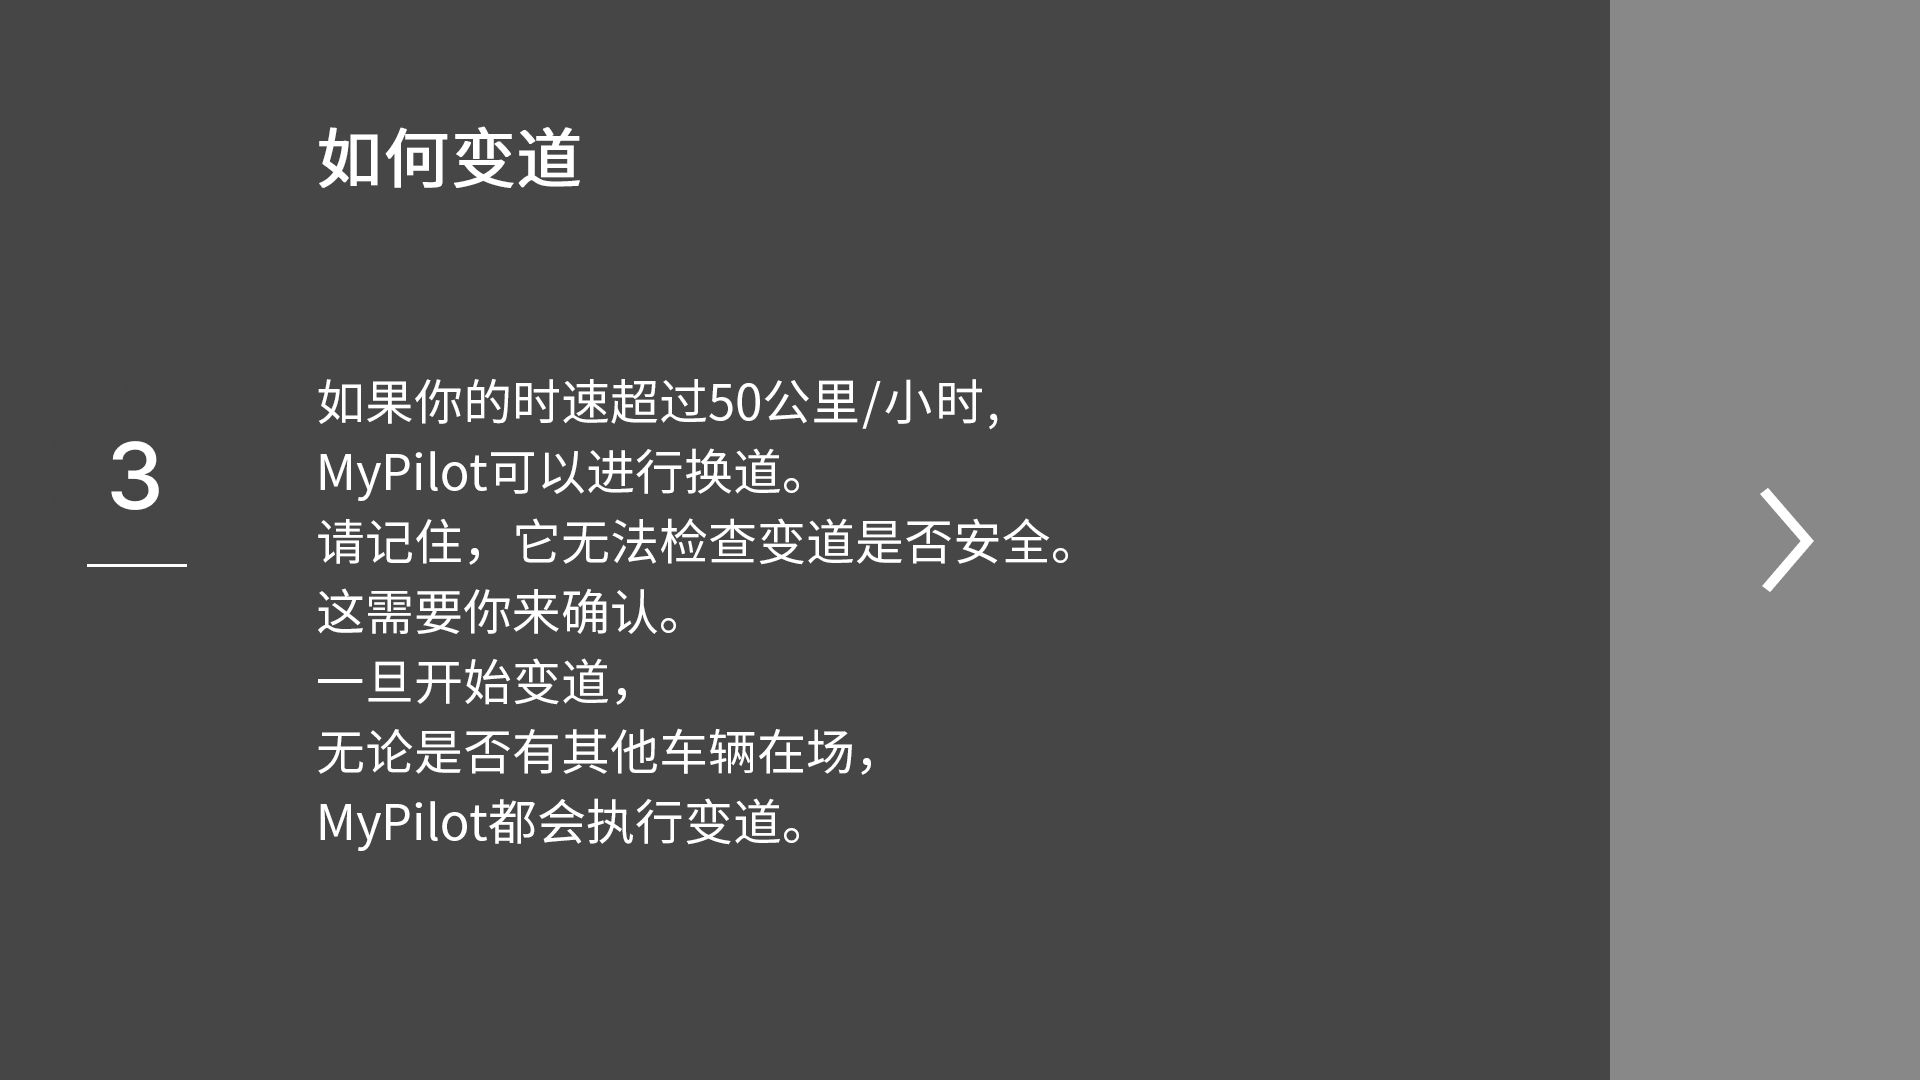 如何变道
3
如果你的时速超过50公里/小时,
MyPilot可以进行换道。
请记住，它无法检查变道是否安全。
这需要你来确认。
一旦开始变道，
无论是否有其他车辆在场，
MyPilot都会执行变道。